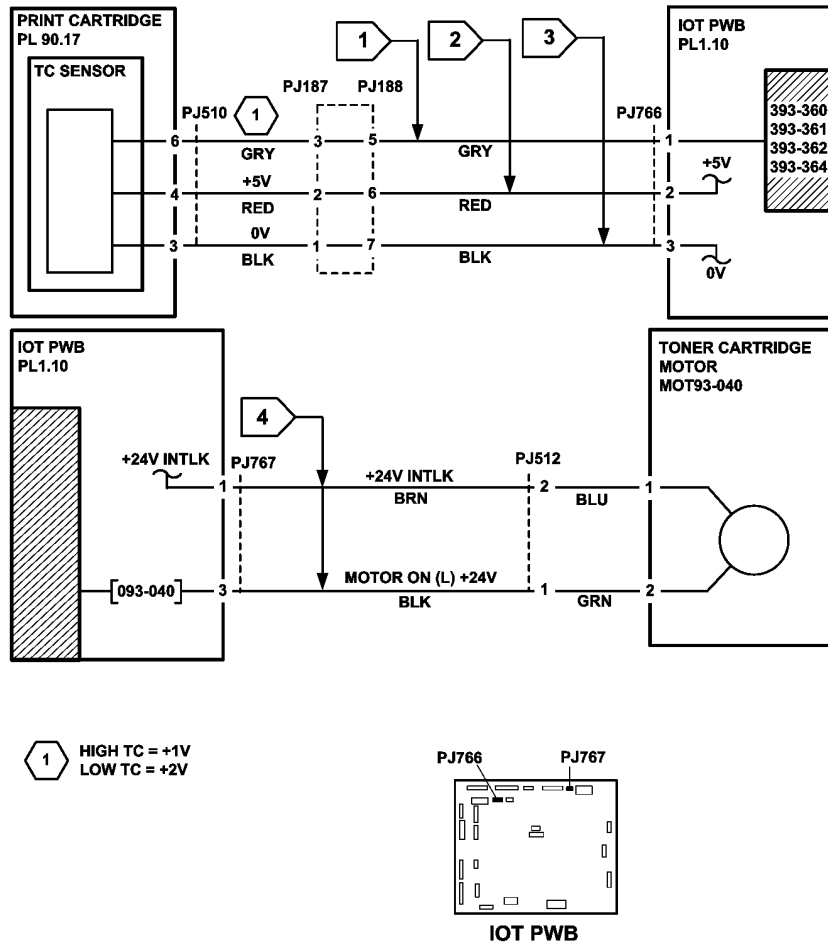 PRINT CARTRIDGE
PL 90.17
TC SENSOR
1
2
3
IOT PWB
PL1.10
PJ510
1
PJ187
PJ188
PJ766
393-360
393-361
393-362
393-364
6
GRY
3
5
GRY
1
+5V
4
+5V
RED
2
6
RED
2
3
0V
BLK
1
7
BLK
3
0V
IOT PWB
PL1.10
TONER CARTRIDGE
MOTOR
MOT93-040
4
+24V INTLK
PJ767
PJ512
1
+24V INTLK
BRN
2
BLU
1
[093-040]
3
MOTOR ON (L) +24V
BLK
1
GRN
2
1
HIGH TC = +1V
LOW TC = +2V
PJ766
PJ767
IOT PWB